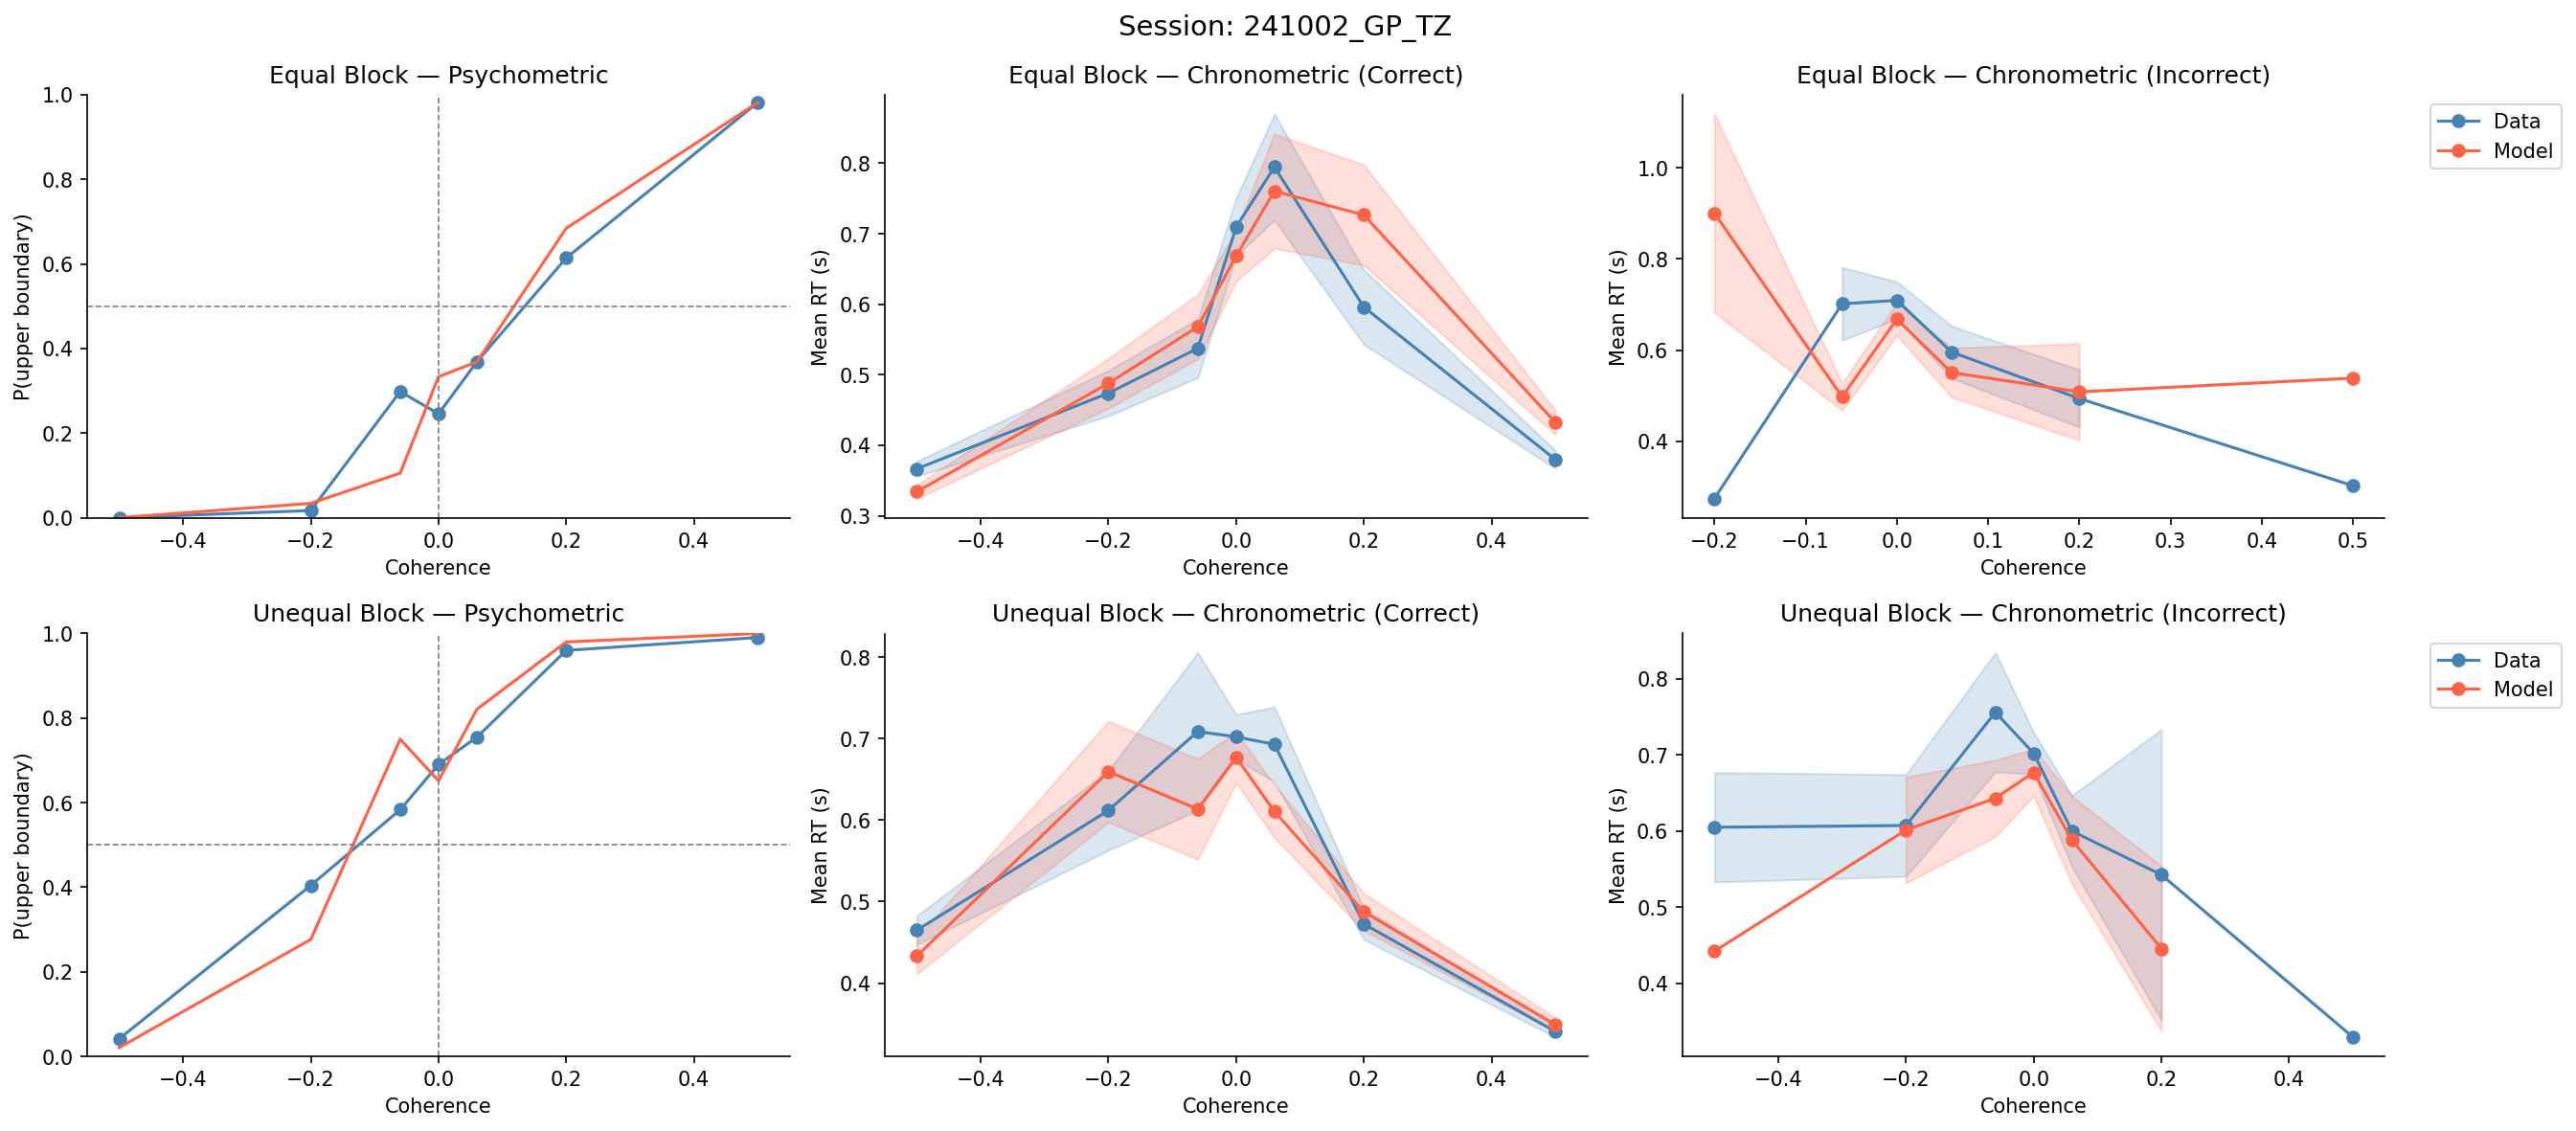 Session: 241002_GP_TZ
Equal Block — Psychometric
P(upper boundary)
1.0
0.8
0.6
0.4
0.2
0.0
−0.4 −0.2 0.0 0.2 0.4
Coherence
Equal Block — Chronometric (Correct)
Mean RT (s)
0.8
0.7
0.6
0.5
0.4
0.3
−0.4 −0.2 0.0 0.2 0.4
Coherence
Equal Block — Chronometric (Incorrect)
Mean RT (s)
1.0
0.8
0.6
0.4
−0.2 −0.1 0.0 0.1 0.2 0.3 0.4 0.5
Coherence
Data
Model
Unequal Block — Psychometric
P(upper boundary)
1.0
0.8
0.6
0.4
0.2
0.0
−0.4 −0.2 0.0 0.2 0.4
Coherence
Unequal Block — Chronometric (Correct)
Mean RT (s)
0.8
0.7
0.6
0.5
0.4
−0.4 −0.2 0.0 0.2 0.4
Coherence
Unequal Block — Chronometric (Incorrect)
Mean RT (s)
0.8
0.7
0.6
0.5
0.4
−0.4 −0.2 0.0 0.2 0.4
Coherence
Data
Model